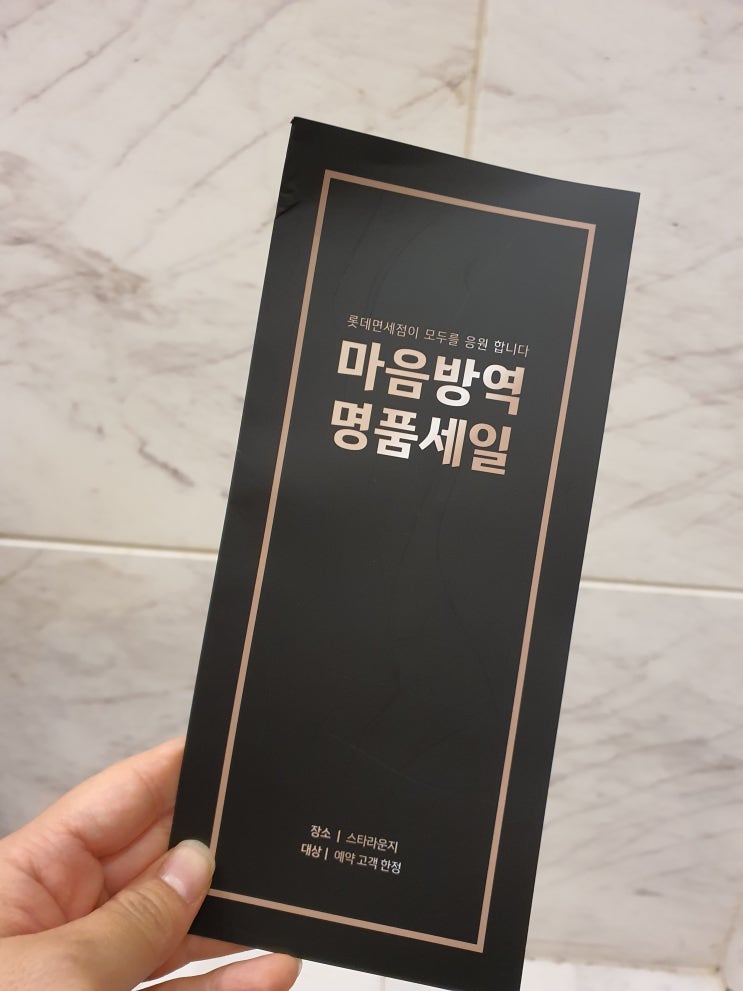 롯데면세점이 모두를 응원 합니다
마음방역
명품세일
장소 | 스타라운지
대상 | 예약 고객 한정